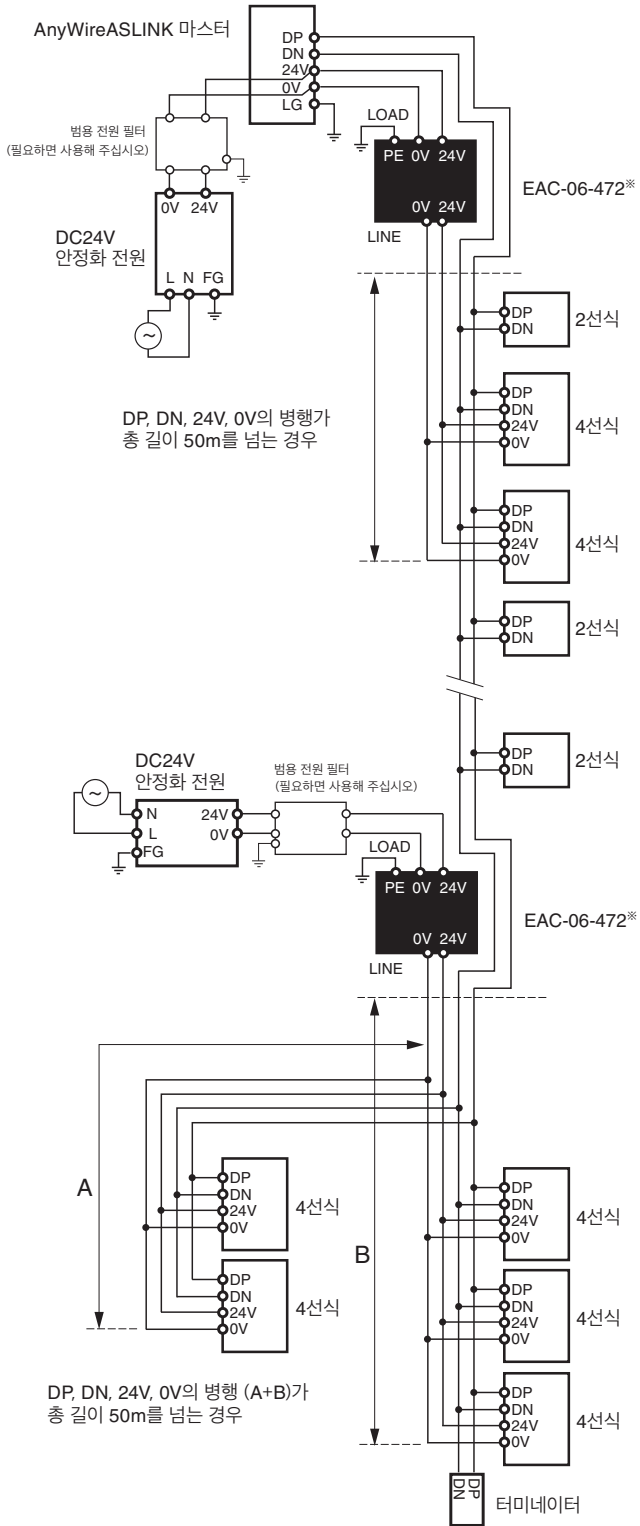 AnyWireASLINK 마스터
DP
DN
24V
0V
LG
범용 전원 필터
(필요하면 사용해 주십시오)
0V 24V
DC24V
안정화 전원
L N FG
~
LOAD
PE 0V 24V
0V 24V
LINE
EAC-06-472※
DP
DN
2선식
DP, DN, 24V, 0V의 병행가
총 길이 50m를 넘는 경우
DP
DN
24V
0V
4선식
DP
DN
24V
0V
4선식
DP
DN
2선식
DP
DN
2선식
DC24V
안정화 전원
~
N
L
FG
24V
0V
범용 전원 필터
(필요하면 사용해 주십시오)
LOAD
PE 0V 24V
0V 24V
LINE
EAC-06-472※
A
DP
DN
24V
0V
4선식
DP
DN
24V
0V
4선식
B
DP
DN
24V
0V
4선식
DP
DN
24V
0V
4선식
DP
DN
24V
0V
4선식
DP, DN, 24V, 0V의 병행 (A+B)가
총 길이 50m를 넘는 경우
DP
DN
터미네이터